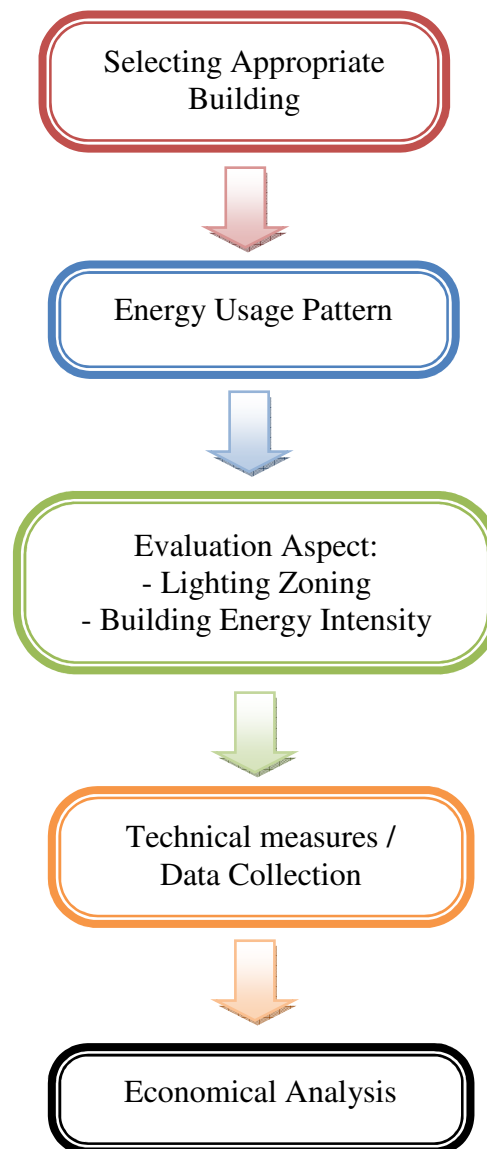 Selecting Appropriate
Building
Energy Usage Pattern
Evaluation Aspect:
- Lighting Zoning
- Building Energy Intensity
Technical measures /
Data Collection
Economical Analysis